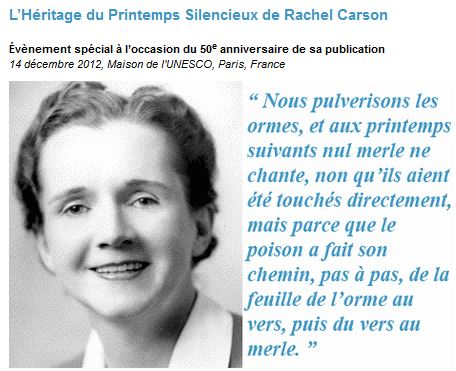 L'Héritage du Printemps Silencieux de Rachel Carson
Évènement spécial à l'occasion du 50e anniversaire de sa publication
14 décembre 2012, Maison de l'UNESCO, Paris, France
“ Nous pulverisons les
ormes, et aux printemps
suivants nul merle ne
chante, non qu'ils aient
été touchés directement,
mais parce que le
poison a fait son
chemin, pas à pas, de la
feuille de l'orme au
vers, puis du vers au
merle. ”